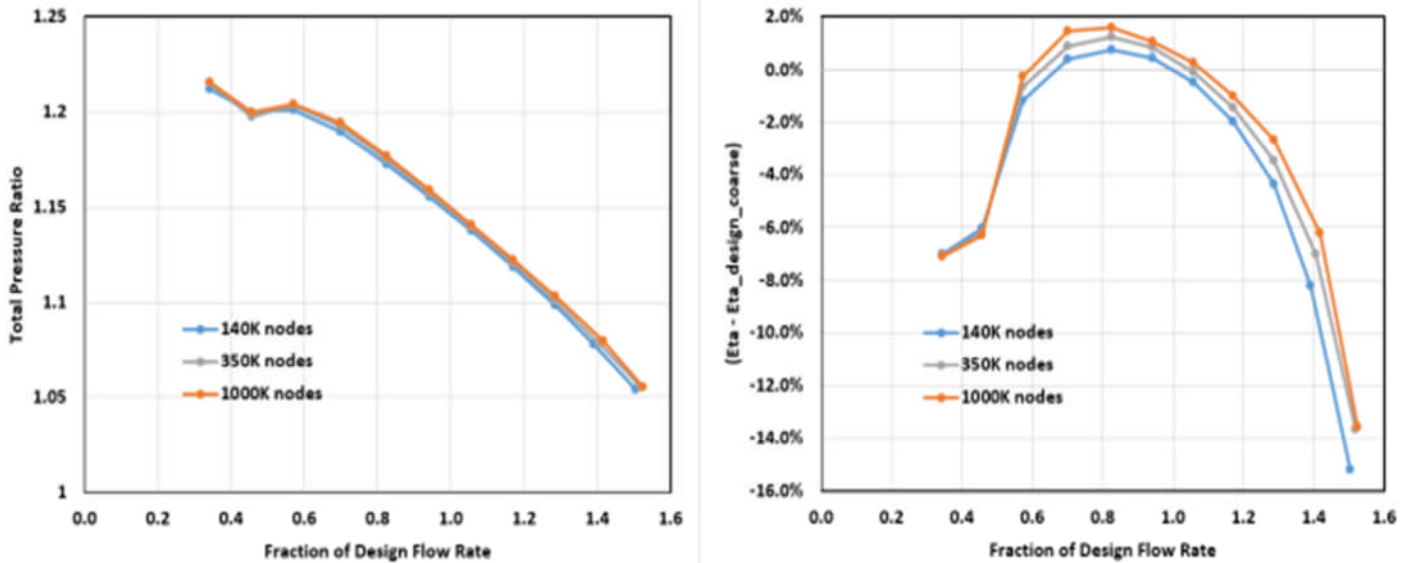 1.25
1.2
1.15
1.1
1.05
1
Total Pressure Ratio
140K nodes
350K nodes
1000K nodes
0.0 0.2 0.4 0.6 0.8 1.0 1.2 1.4 1.6
Fraction of Design Flow Rate
2.0%
0.0%
-2.0%
-4.0%
-6.0%
-8.0%
-10.0%
-12.0%
-14.0%
-16.0%
(Eta - Eta_design_coarse)
140K nodes
350K nodes
1000K nodes
0.0 0.2 0.4 0.6 0.8 1.0 1.2 1.4 1.6
Fraction of Design Flow Rate